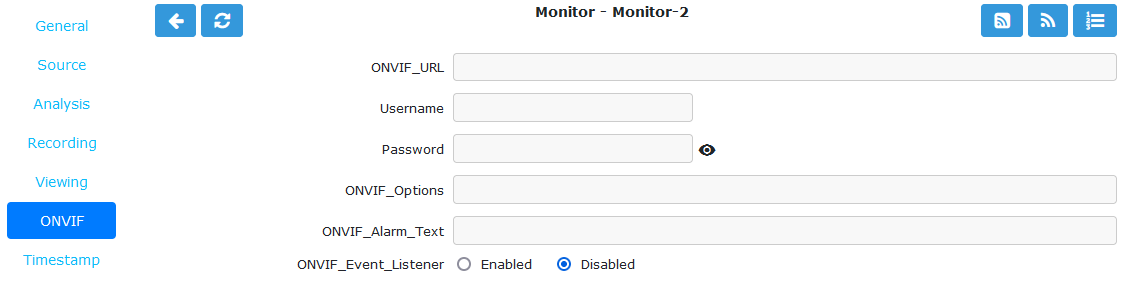 Monitor - Monitor-2
General
Source
Analysis
Recording
Viewing
ONVIF
Timestamp
ONVIF_URL
Username
Password
ONVIF_Options
ONVIF_Alarm_Text
ONVIF_Event_Listener Enabled Disabled